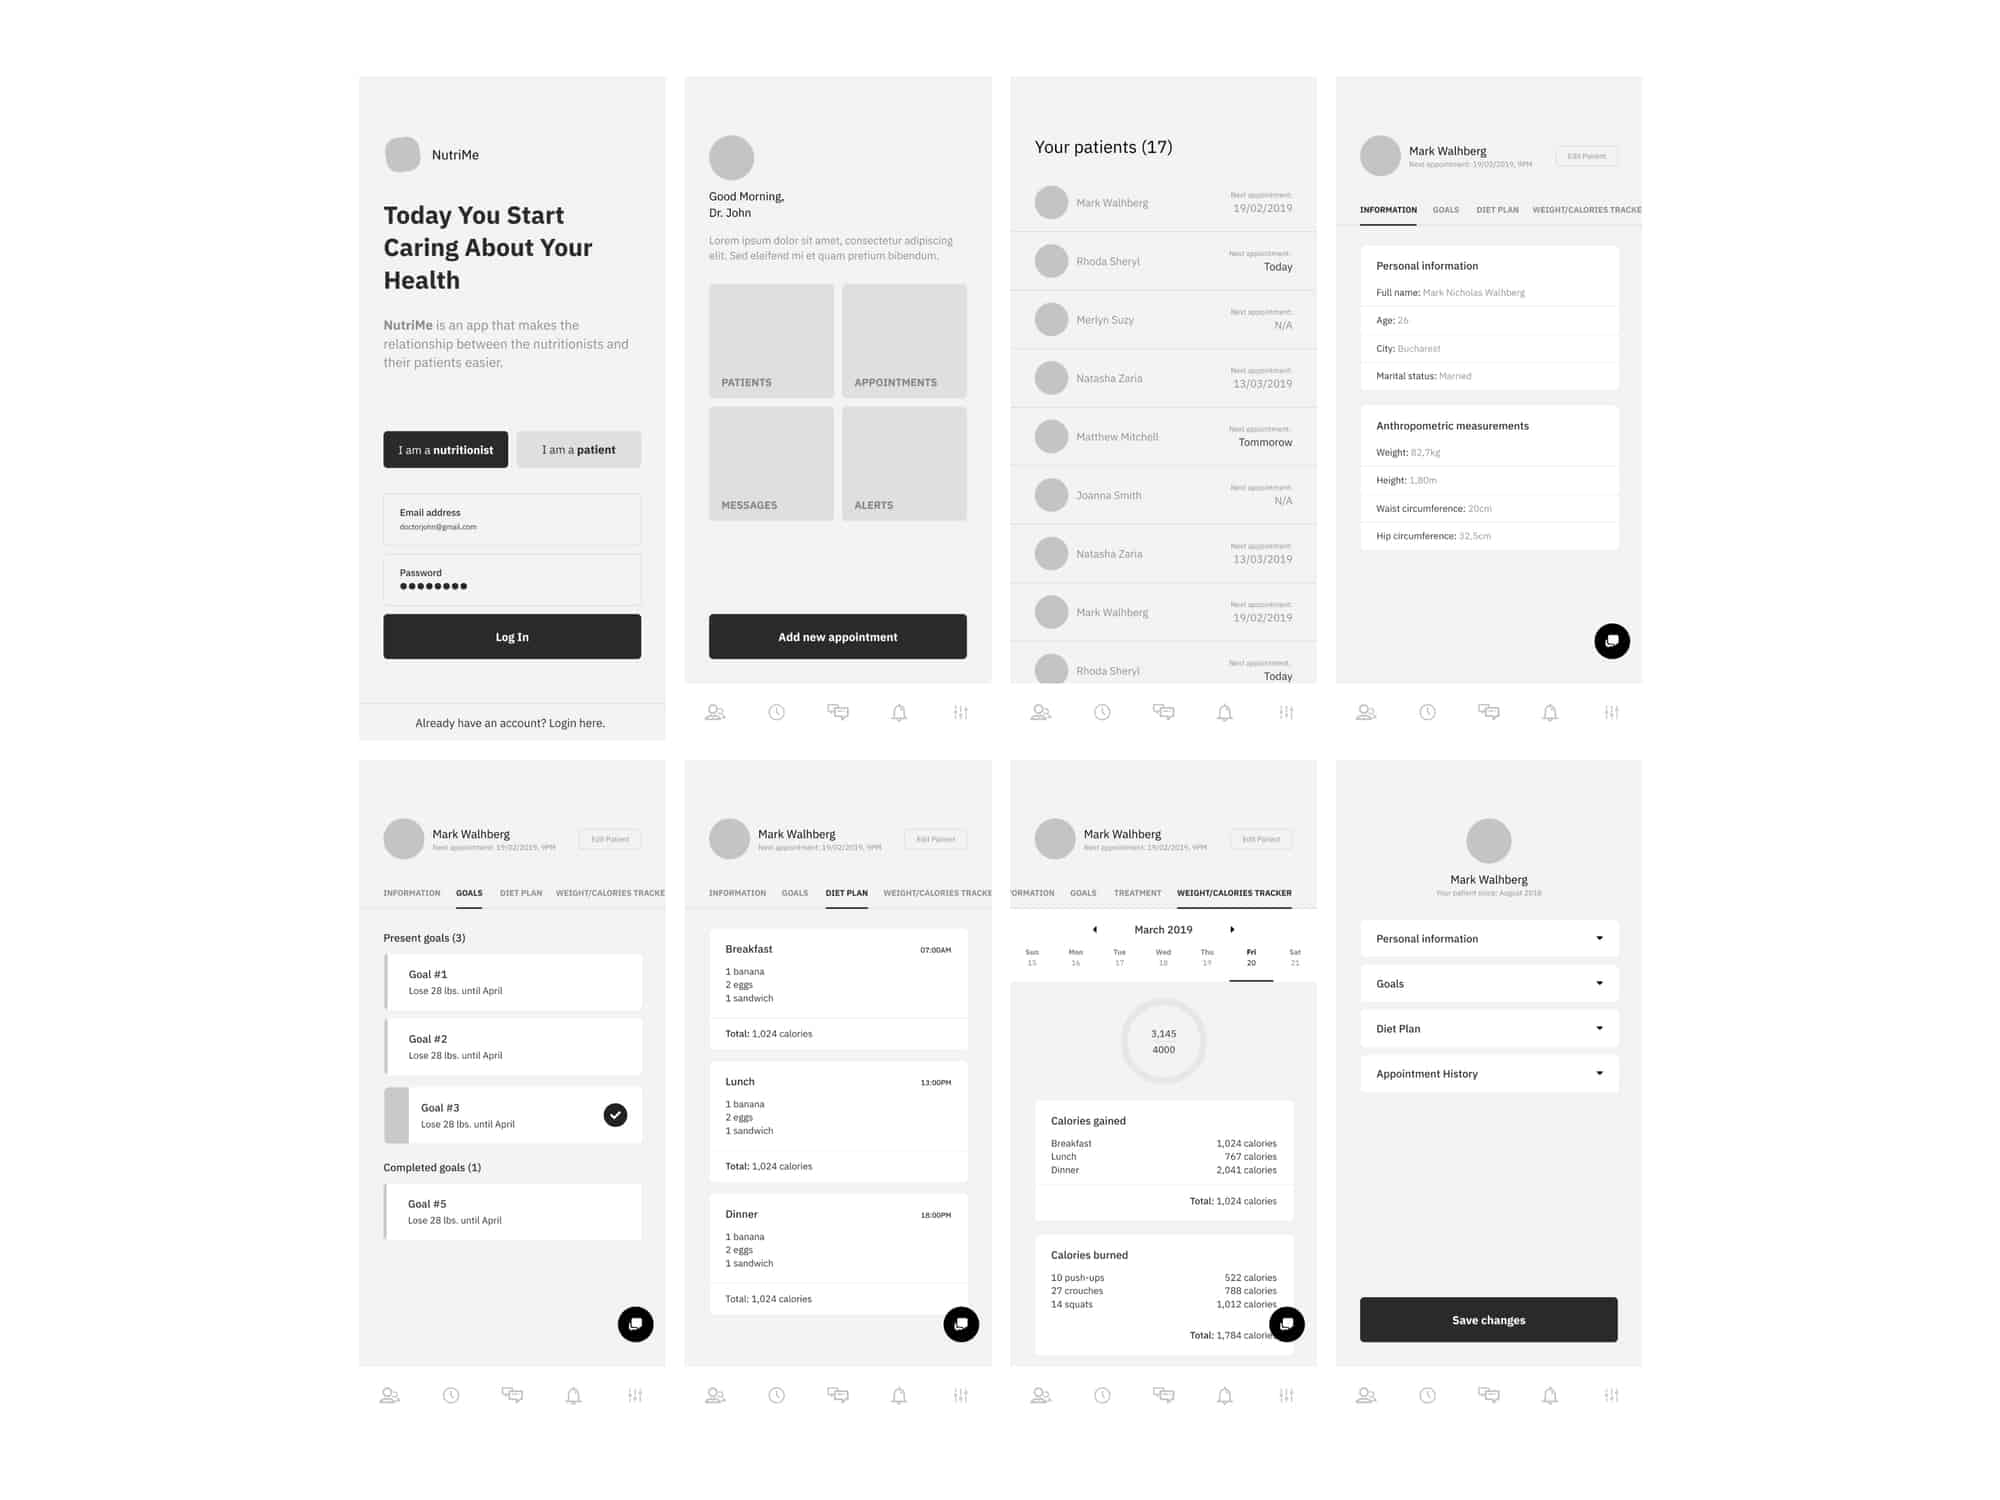 NutriMe
Today You Start
Caring About Your
Health
NutriMe is an app that makes the
relationship between the nutritionists and
their patients easier.
I am a nutritionist
I am a patient
Email address
doctorjohn@gmail.com
Password
Log In
Already have an account? Login here.
Good Morning,
Dr. John
Lorem ipsum dolor sit amet, consectetur adipiscing
elit. Sed eleifend mi et quam pretium bibendum.
PATIENTS
APPOINTMENTS
MESSAGES
ALERTS
Add new appointment
Your patients (17)
Mark Walhberg
Next appointment:
19/02/2019
Rhoda Sheryl
Next appointment:
Today
Merlyn Suzy
Next appointment:
N/A
Natasha Zaria
Next appointment:
13/03/2019
Matthew Mitchell
Next appointment:
Tommorow
Joanna Smith
Next appointment:
N/A
Natasha Zaria
Next appointment:
13/03/2019
Mark Walhberg
Next appointment:
19/02/2019
Rhoda Sheryl
Next appointment:
Today
Mark Walhberg
Next appointment: 19/02/2019, 9PM
Edit Patient
INFORMATION GOALS DIET PLAN WEIGHT/CALORIES TRACKE
Personal information
Full name: Mark Nicholas Walhberg
Age: 26
City: Bucharest
Marital status: Married
Anthropometric measurements
Weight: 82,7kg
Height: 1,80m
Waist circumference: 20cm
Hip circumference: 32,5cm
Mark Walhberg
Next appointment: 19/02/2019, 9PM
Edit Patient
INFORMATION GOALS DIET PLAN WEIGHT/CALORIES TRACKE
Present goals (3)
Goal #1
Lose 28 lbs. until April
Goal #2
Lose 28 lbs. until April
Goal #3
Lose 28 lbs. until April
Completed goals (1)
Goal #5
Lose 28 lbs. until April
Mark Walhberg
Next appointment: 19/02/2019, 9PM
Edit Patient
INFORMATION GOALS DIET PLAN WEIGHT/CALORIES TRACKE
Breakfast 07:00AM
1 banana
2 eggs
1 sandwich
Total: 1,024 calories
Lunch 13:00PM
1 banana
2 eggs
1 sandwich
Total: 1,024 calories
Dinner 18:00PM
1 banana
2 eggs
1 sandwich
Total: 1,024 calories
Mark Walhberg
Next appointment: 19/02/2019, 9PM
Edit Patient
ORMATION GOALS TREATMENT WEIGHT/CALORIES TRACKER
March 2019
Sun Mon Tue Wed Thu Fri Sat
15 16 17 18 19 20 21
3,145
4000
Calories gained
Breakfast 1,024 calories
Lunch 767 calories
Dinner 2,041 calories
Total: 1,024 calories
Calories burned
10 push-ups 522 calories
27 crouches 788 calories
14 squats 1,012 calories
Total: 1,784 calorie
Mark Walhberg
Your patient since: August 2018
Personal information
Goals
Diet Plan
Appointment History
Save changes